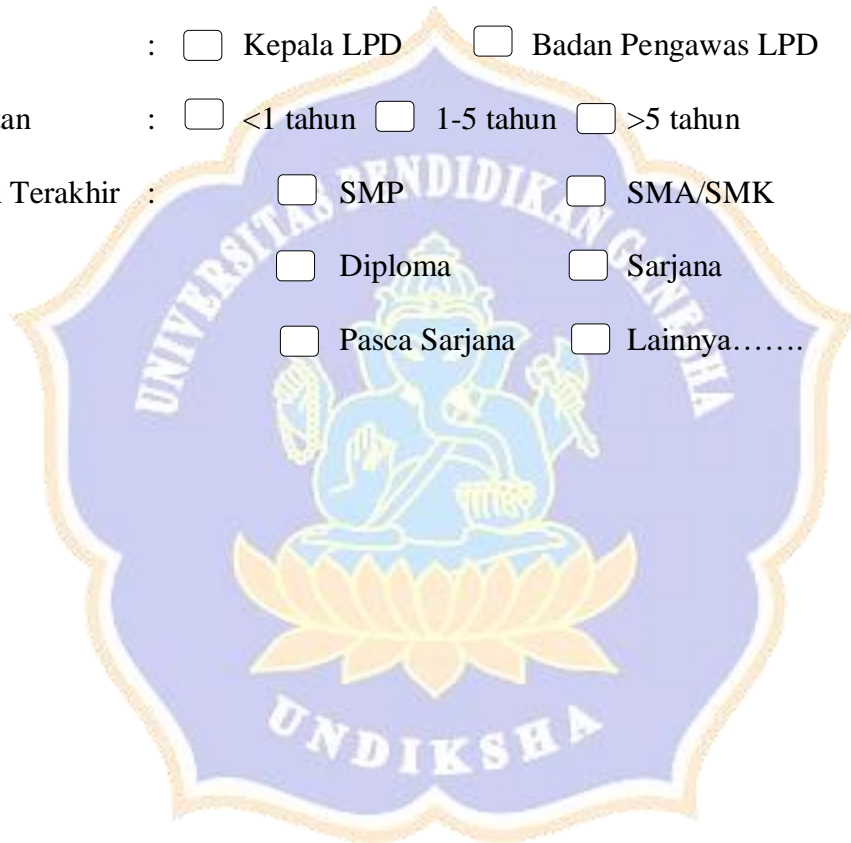 : Kepala LPD Badan Pengawas LPD
an : <1 tahun 1-5 tahun >5 tahun
Terakhir : SMP SMA/SMK
Diploma Sarjana
Pasca Sarjana Lainnya…….
UNIVERSITAS PENDIDIKAN GANESHA
UNDIKSHA